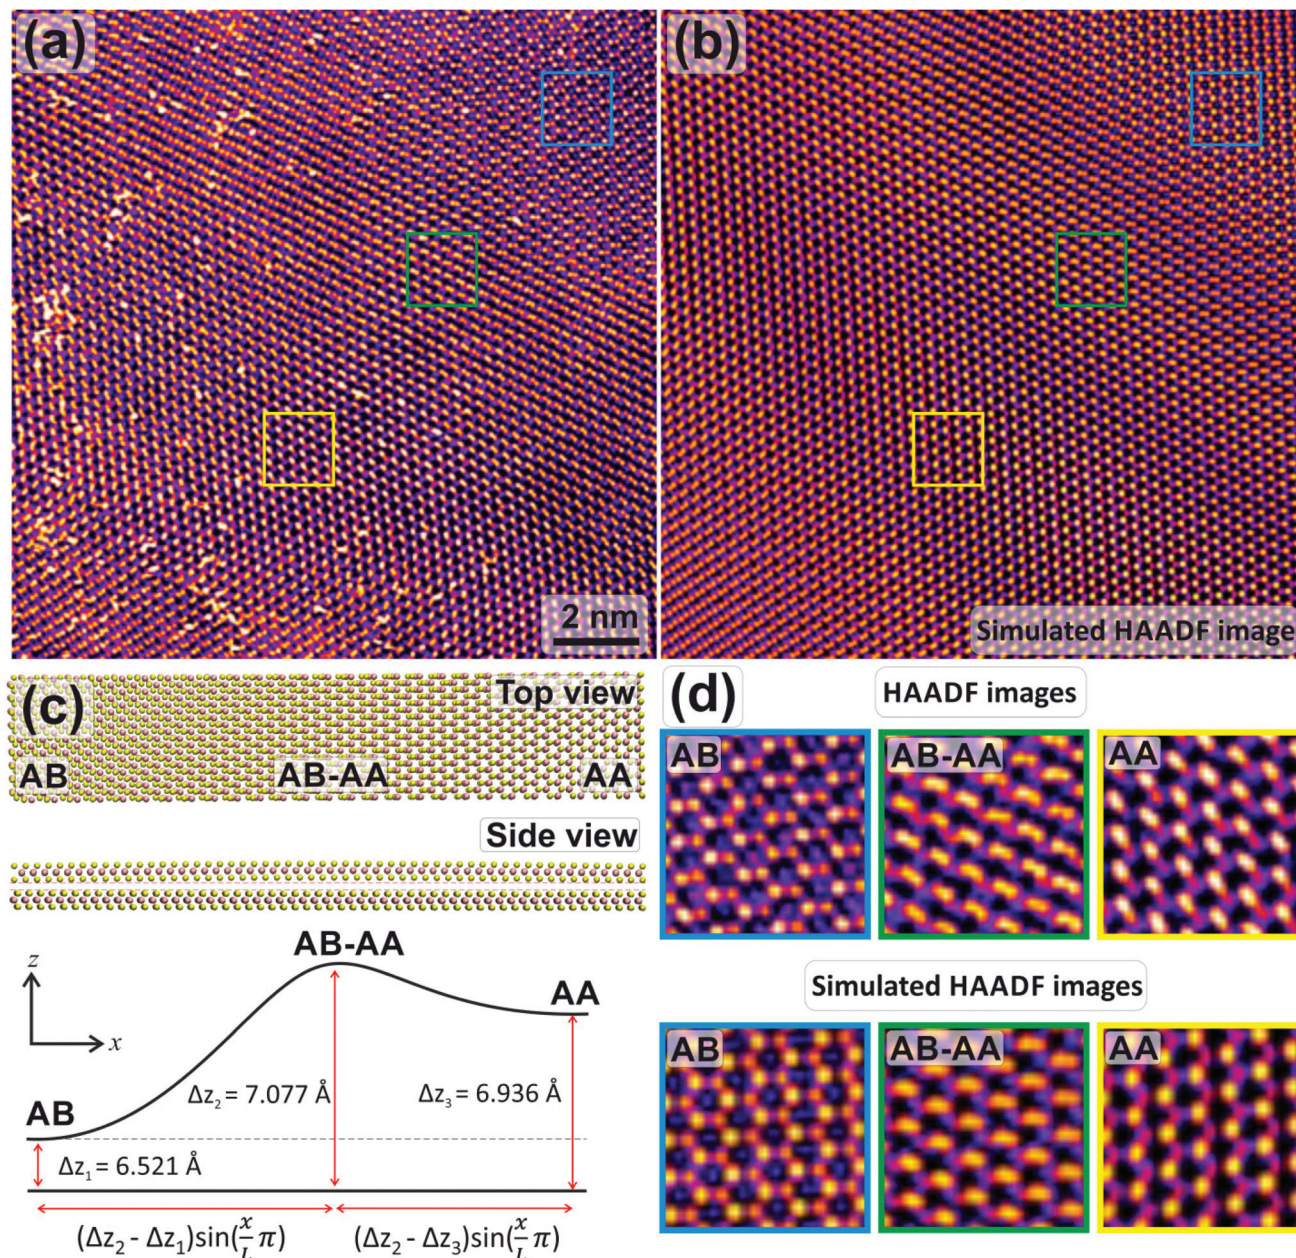 (a)
(b)
2 nm
Simulated HAADF image
(c)
Top view
AB
AB-AA
AA
Side view
z
x
AB-AA
AA
AB
Δz₂ = 7.077 Å
Δz₃ = 6.936 Å
Δz₁ = 6.521 Å
(Δz₂ - Δz₁)sin(x/L π)
(Δz₂ - Δz₃)sin(x/L π)
(d)
HAADF images
AB
AB-AA
AA
Simulated HAADF images
AB
AB-AA
AA